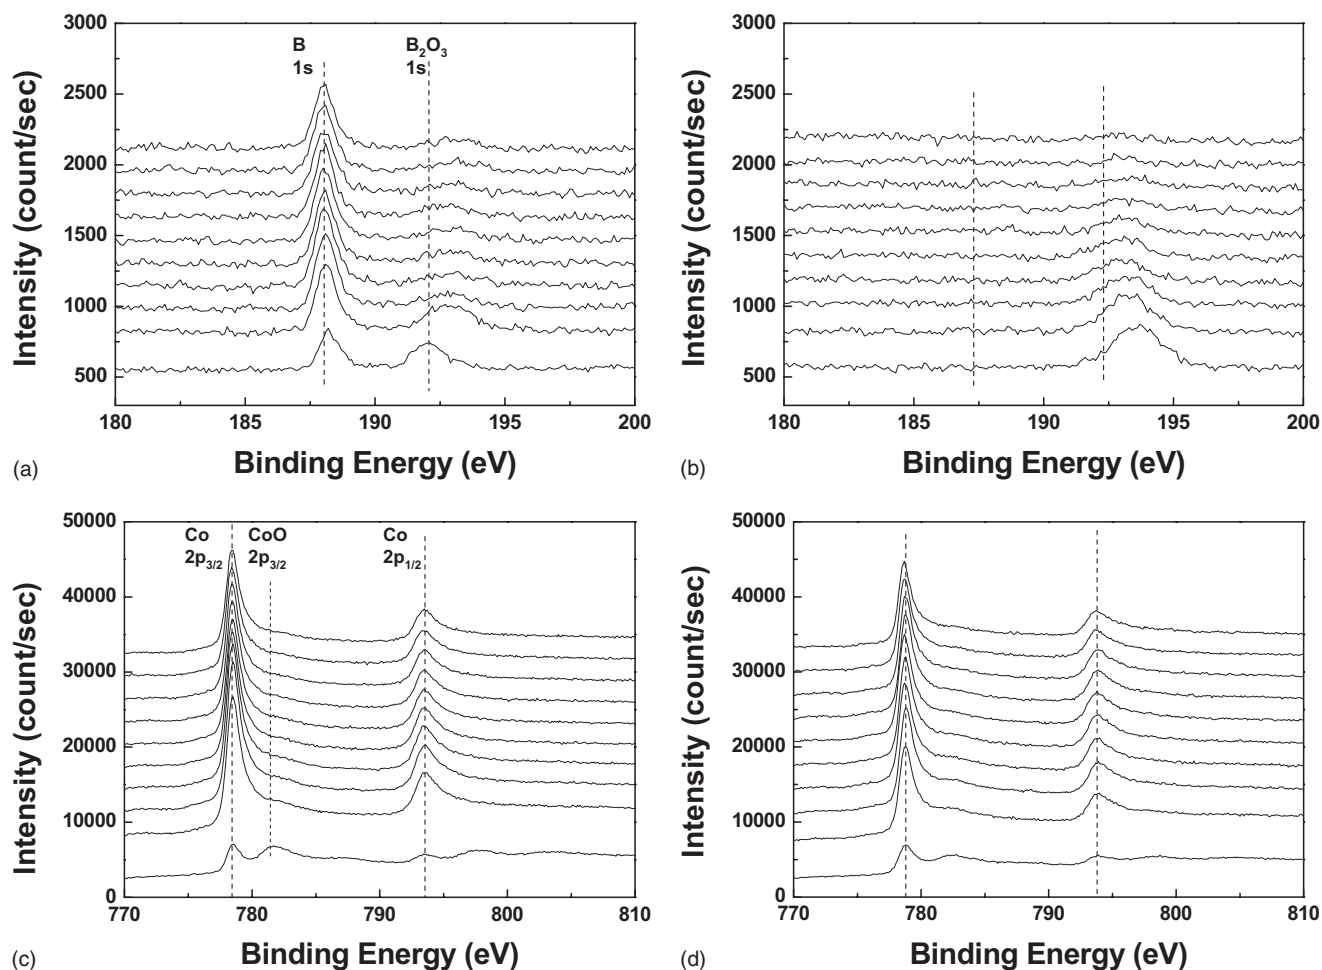 3000
2500
2000
1500
1000
500
180 185 190 195 200
Intensity (count/sec)
B
1s
B₂O₃
1s
(a)
Binding Energy (eV)
3000
2500
2000
1500
1000
500
180 185 190 195 200
Intensity (count/sec)
(b)
Binding Energy (eV)
50000
40000
30000
20000
10000
0
770 780 790 800 810
Intensity (count/sec)
Co
2p₃/₂
CoO
2p₃/₂
Co
2p₁/₂
(c)
Binding Energy (eV)
50000
40000
30000
20000
10000
0
770 780 790 800 810
Intensity (count/sec)
(d)
Binding Energy (eV)